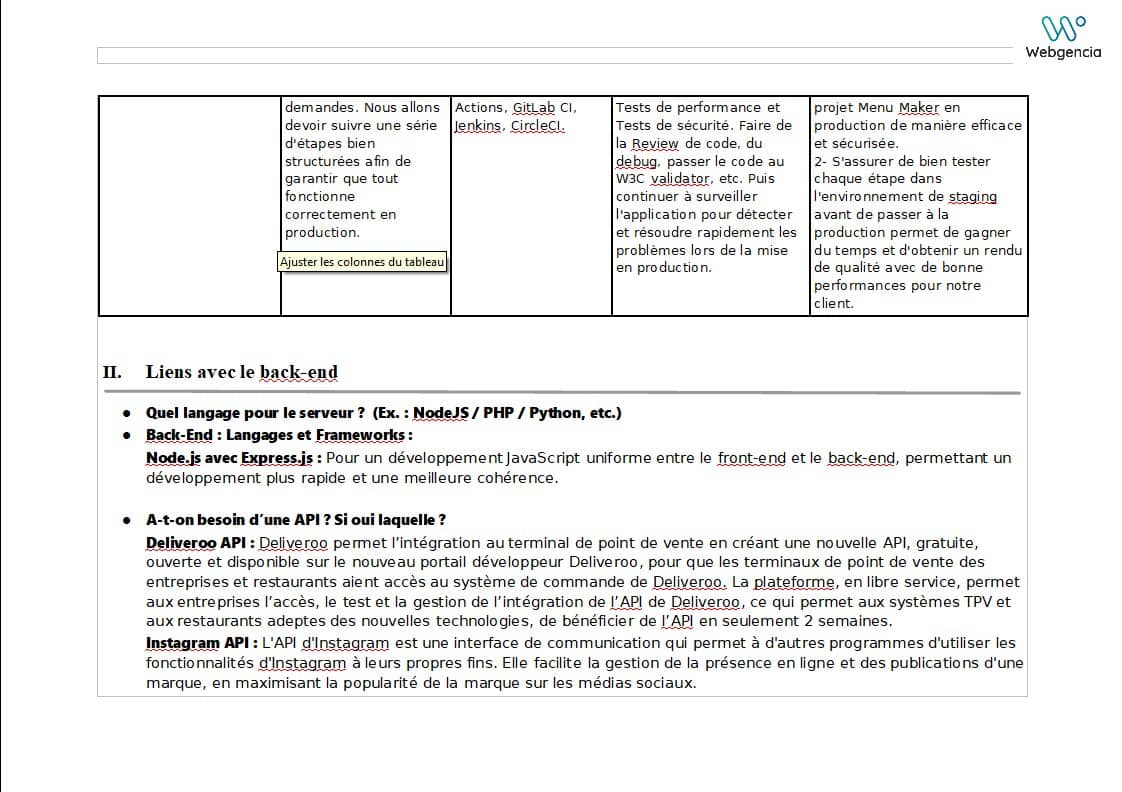 Webgencia
demandes. Nous allons
devoir suivre une série
d'étapes bien
structurées afin de
garantir que tout
fonctionne
correctement en
production.
Ajuster les colonnes du tableau
Actions, GitLab CI,
Jenkins, CircleCI.
Tests de performance et
Tests de sécurité. Faire de
la Review de code, du
debug, passer le code au
W3C validator, etc. Puis
continuer à surveiller
l'application pour détecter
et résoudre rapidement les
problèmes lors de la mise
en production.
projet Menu Maker en
production de manière efficace
et sécurisée.
2- S'assurer de bien tester
chaque étape dans
l'environnement de staging
avant de passer à la
production permet de gagner
du temps et d'obtenir un rendu
de qualité avec de bonne
performances pour notre
client.
II. Liens avec le back-end
● Quel langage pour le serveur ? (Ex. : NodeJS / PHP / Python, etc.)
● Back-End : Langages et Frameworks :
Node.js avec Express.js : Pour un développement JavaScript uniforme entre le front-end et le back-end, permettant un
développement plus rapide et une meilleure cohérence.
● A-t-on besoin d’une API ? Si oui laquelle ?
Deliveroo API : Deliveroo permet l’intégration au terminal de point de vente en créant une nouvelle API, gratuite,
ouverte et disponible sur le nouveau portail développeur Deliveroo, pour que les terminaux de point de vente des
entreprises et restaurants aient accès au système de commande de Deliveroo. La plateforme, en libre service, permet
aux entreprises l’accès, le test et la gestion de l’intégration de l’API de Deliveroo, ce qui permet aux systèmes TPV et
aux restaurants adeptes des nouvelles technologies, de bénéficier de l’API en seulement 2 semaines.
Instagram API : L'API d'Instagram est une interface de communication qui permet à d'autres programmes d'utiliser les
fonctionnalités d'Instagram à leurs propres fins. Elle facilite la gestion de la présence en ligne et des publications d'une
marque, en maximisant la popularité de la marque sur les médias sociaux.